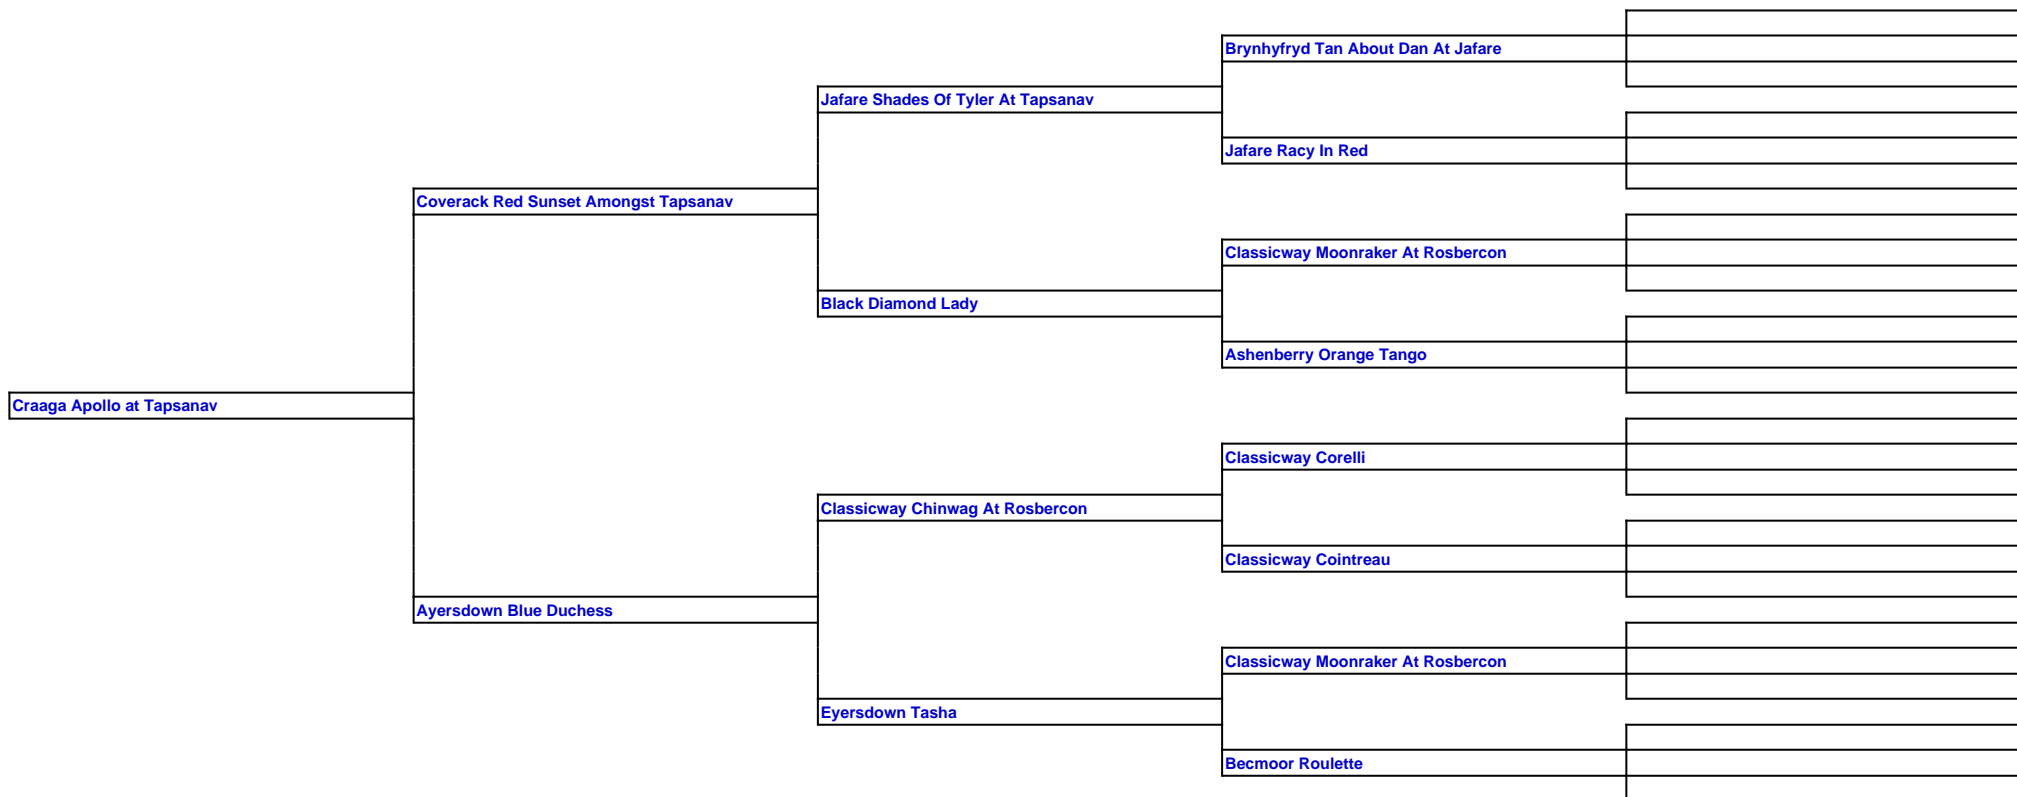 Brynhyfryd Tan About Dan At Jafare
Jafare Shades Of Tyler At Tapsanav
Jafare Racy In Red
Coverack Red Sunset Amongst Tapsanav
Classicway Moonraker At Rosbercon
Black Diamond Lady
Ashenberry Orange Tango
Craaga Apollo at Tapsanav
Classicway Corelli
Classicway Chinwag At Rosbercon
Classicway Cointreau
Ayersdown Blue Duchess
Classicway Moonraker At Rosbercon
Eyersdown Tasha
Becmoor Roulette